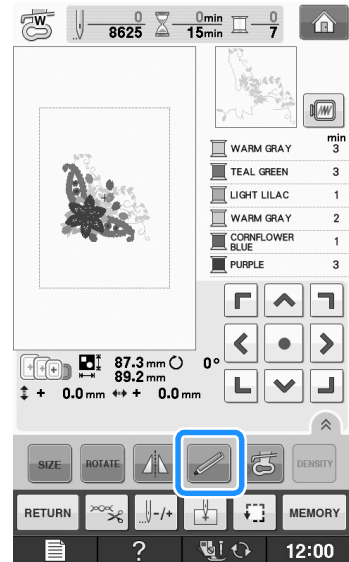 W
0
8625
0min
15min
0
7
min
WARM GRAY 3
TEAL GREEN 3
LIGHT LILAC 1
WARM GRAY 2
CORNFLOWER
BLUE 1
PURPLE 3
87.3 mm 0°
89.2 mm
+ 0.0 mm + 0.0 mm
SIZE ROTATE DENSITY
RETURN -/+ MEMORY
? 12:00